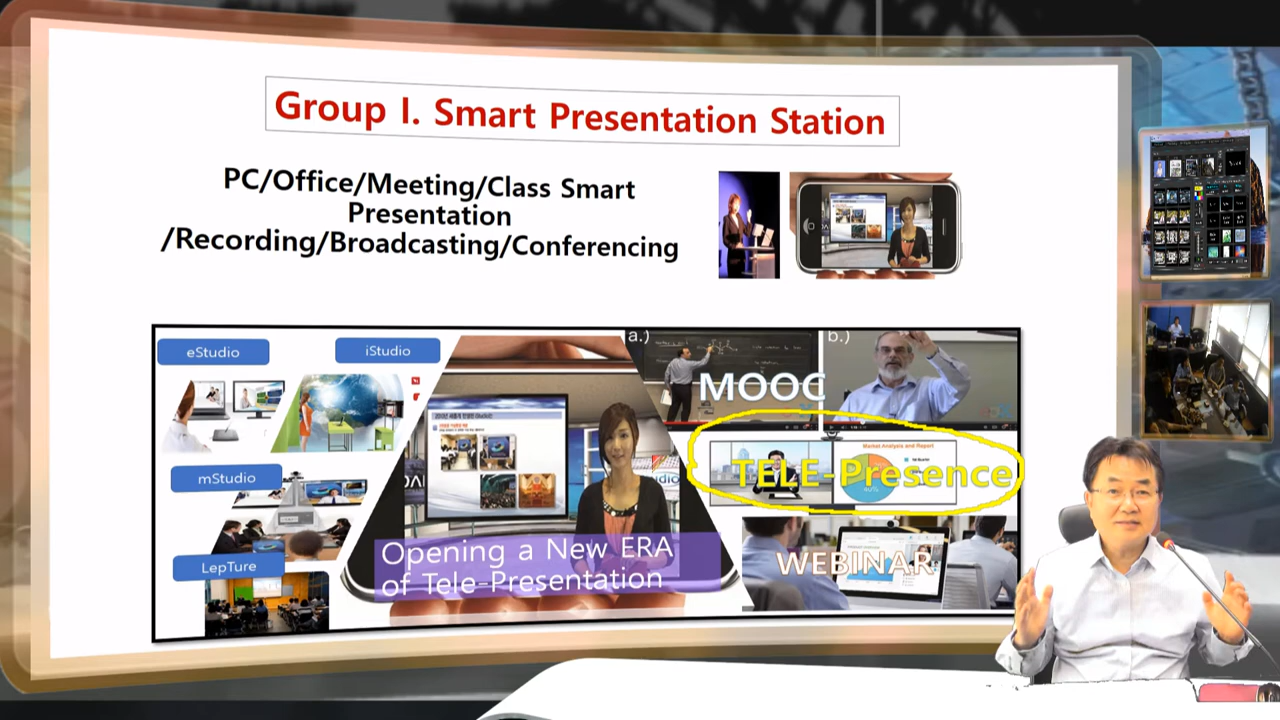 Group l. Smart Presentation Station
PC/Office/Meeting/Class Smart
Presentation
/Recording/Broadcasting/Conferencing
eStudio
iStudio
mStudio
LepTure
Opening a New ERA
of Tele-Presentation
a.)
b.)
MOOC
Market Analysis and Report
TELE-Presence
WEBINAR